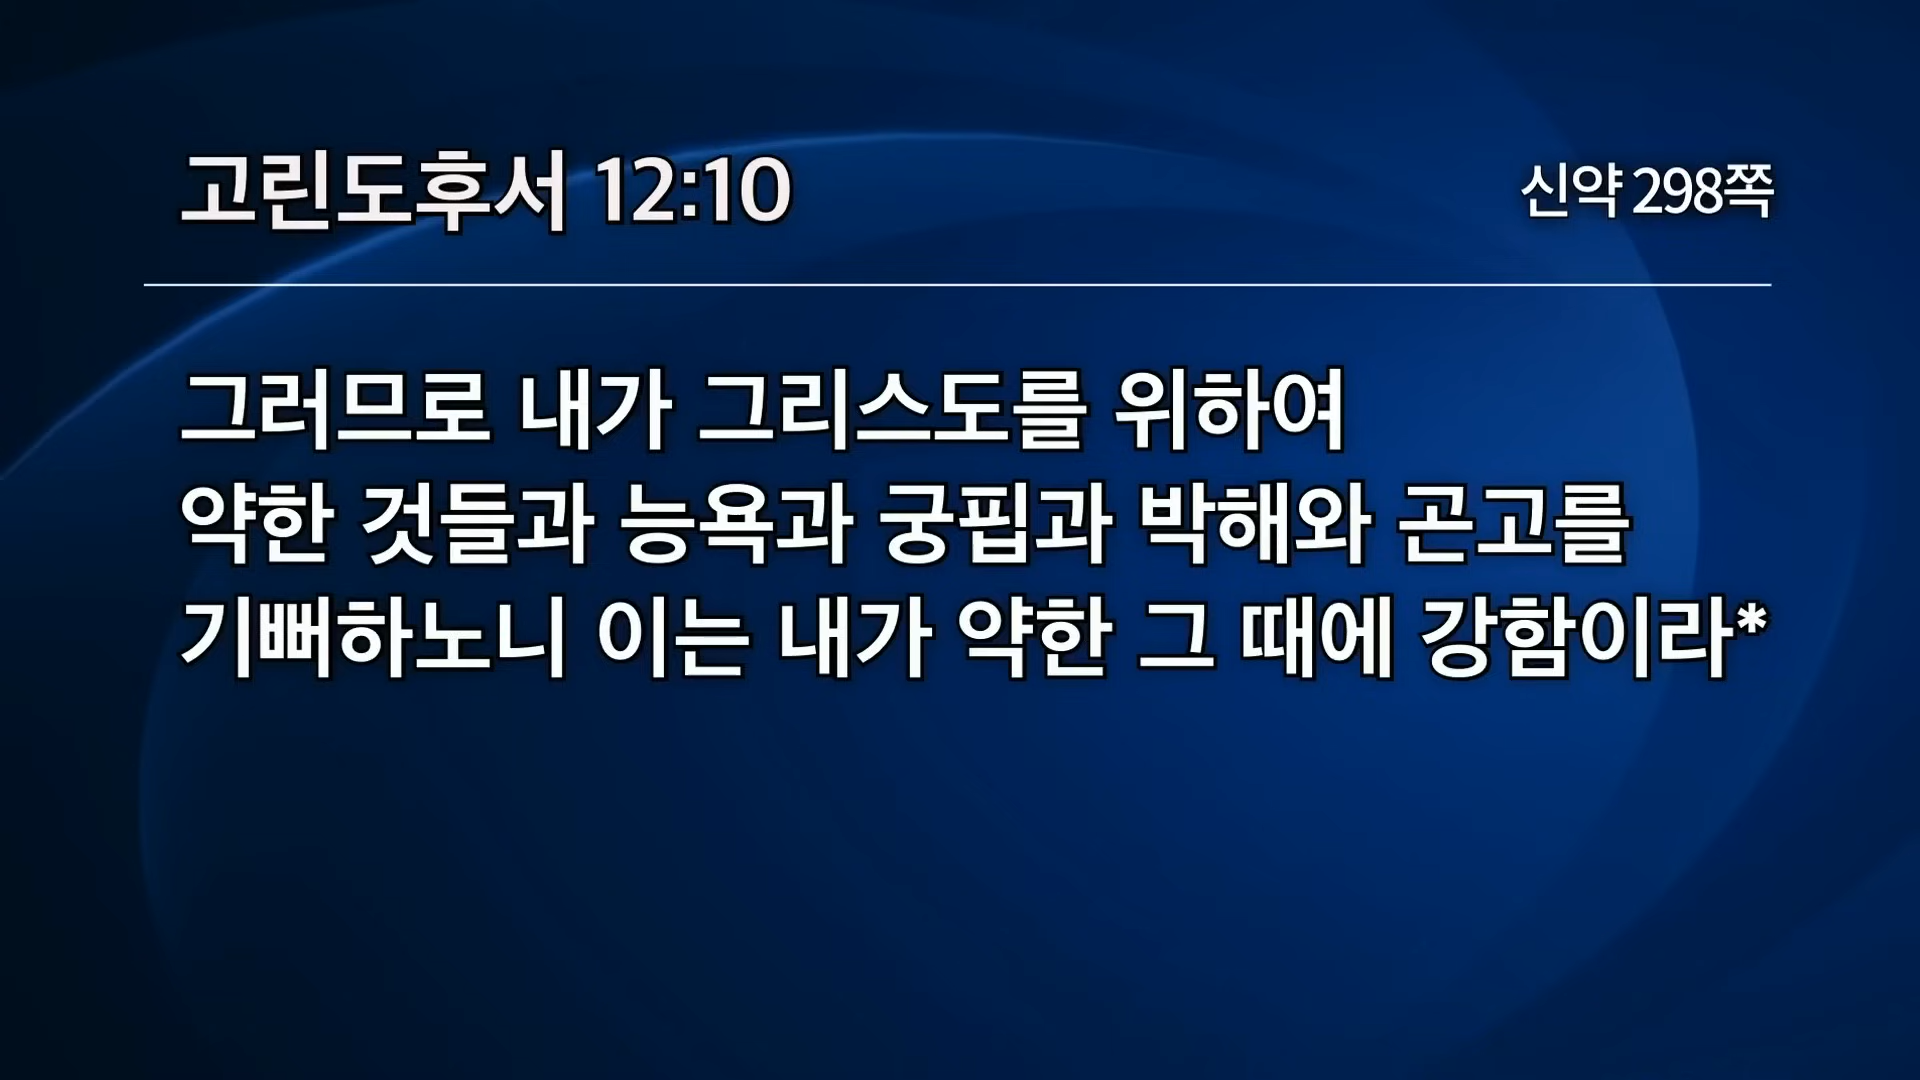 고린도후서 12:10
신약 298쪽
그러므로 내가 그리스도를 위하여
약한 것들과 능욕과 궁핍과 박해와 곤고를
기뻐하노니 이는 내가 약한 그 때에 강함이라*